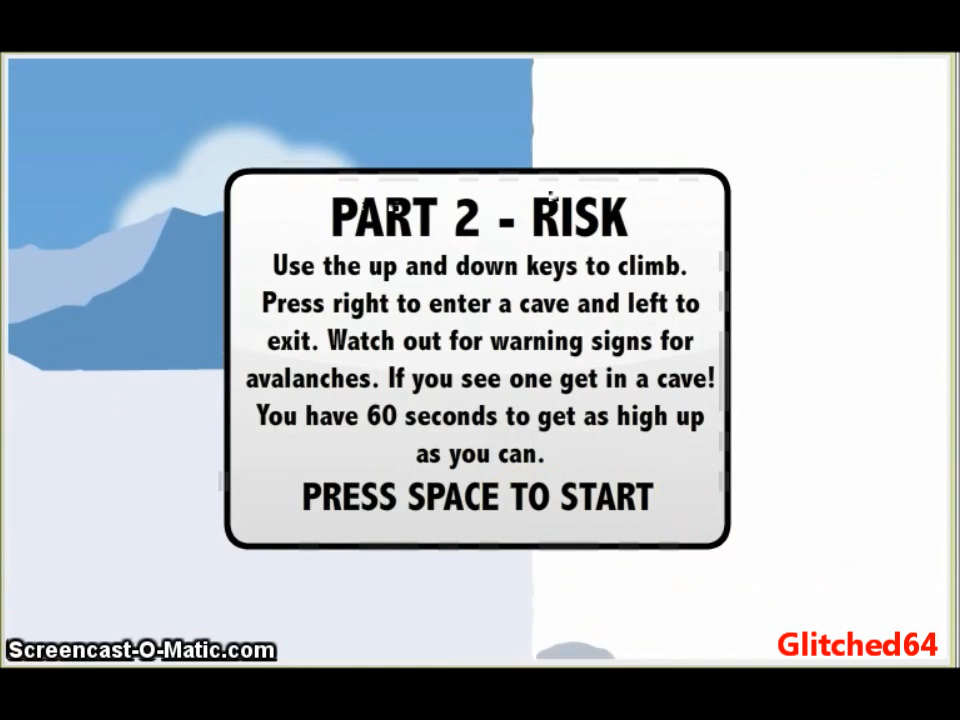 PART 2 - RISK
Use the up and down keys to climb.
Press right to enter a cave and left to
exit. Watch out for warning signs for
avalanches. If you see one get in a cave!
You have 60 seconds to get as high up
as you can.
PRESS SPACE TO START
Screencast-O-Matic.com
Glitched64